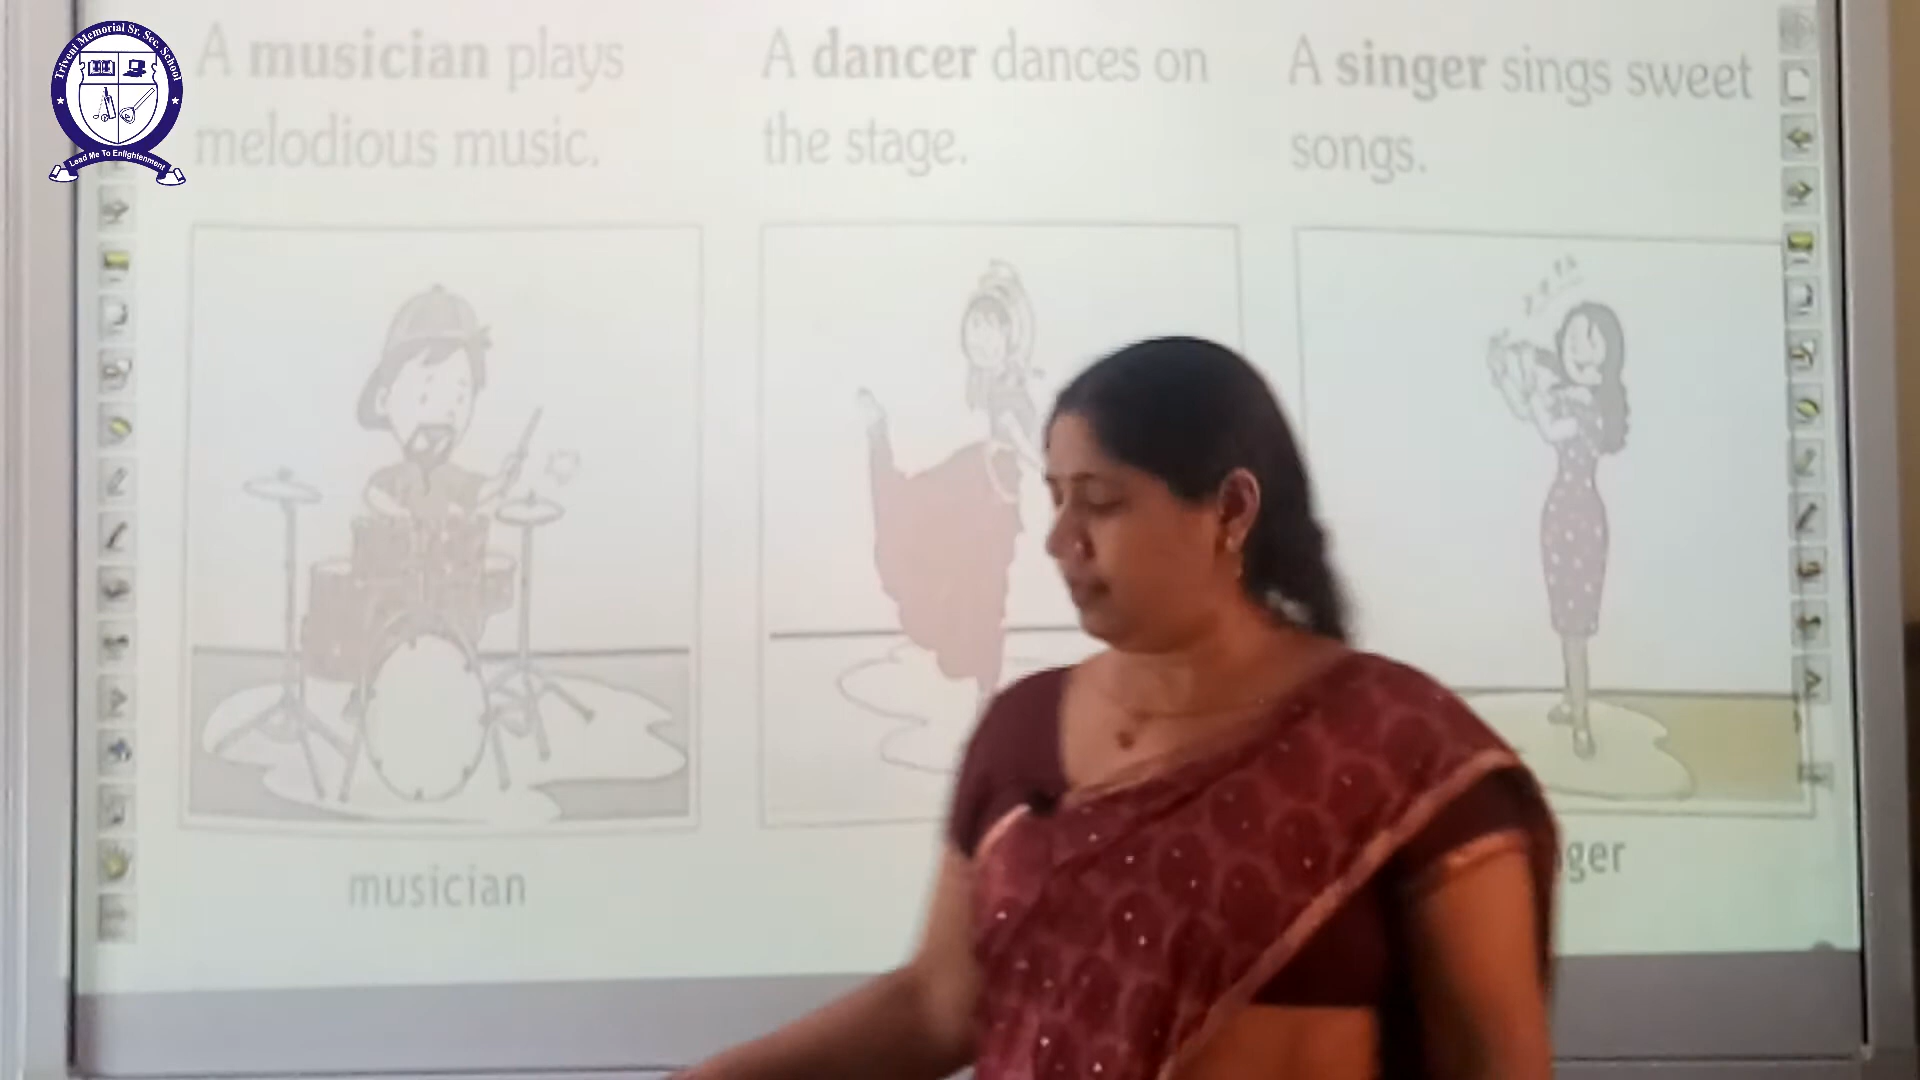 Triveni Memorial Sr. Sec. School
Lead Me To Enlightenment
A musician plays
melodious music.
A dancer dances on
the stage.
A singer sings sweet
songs.
musician
ger